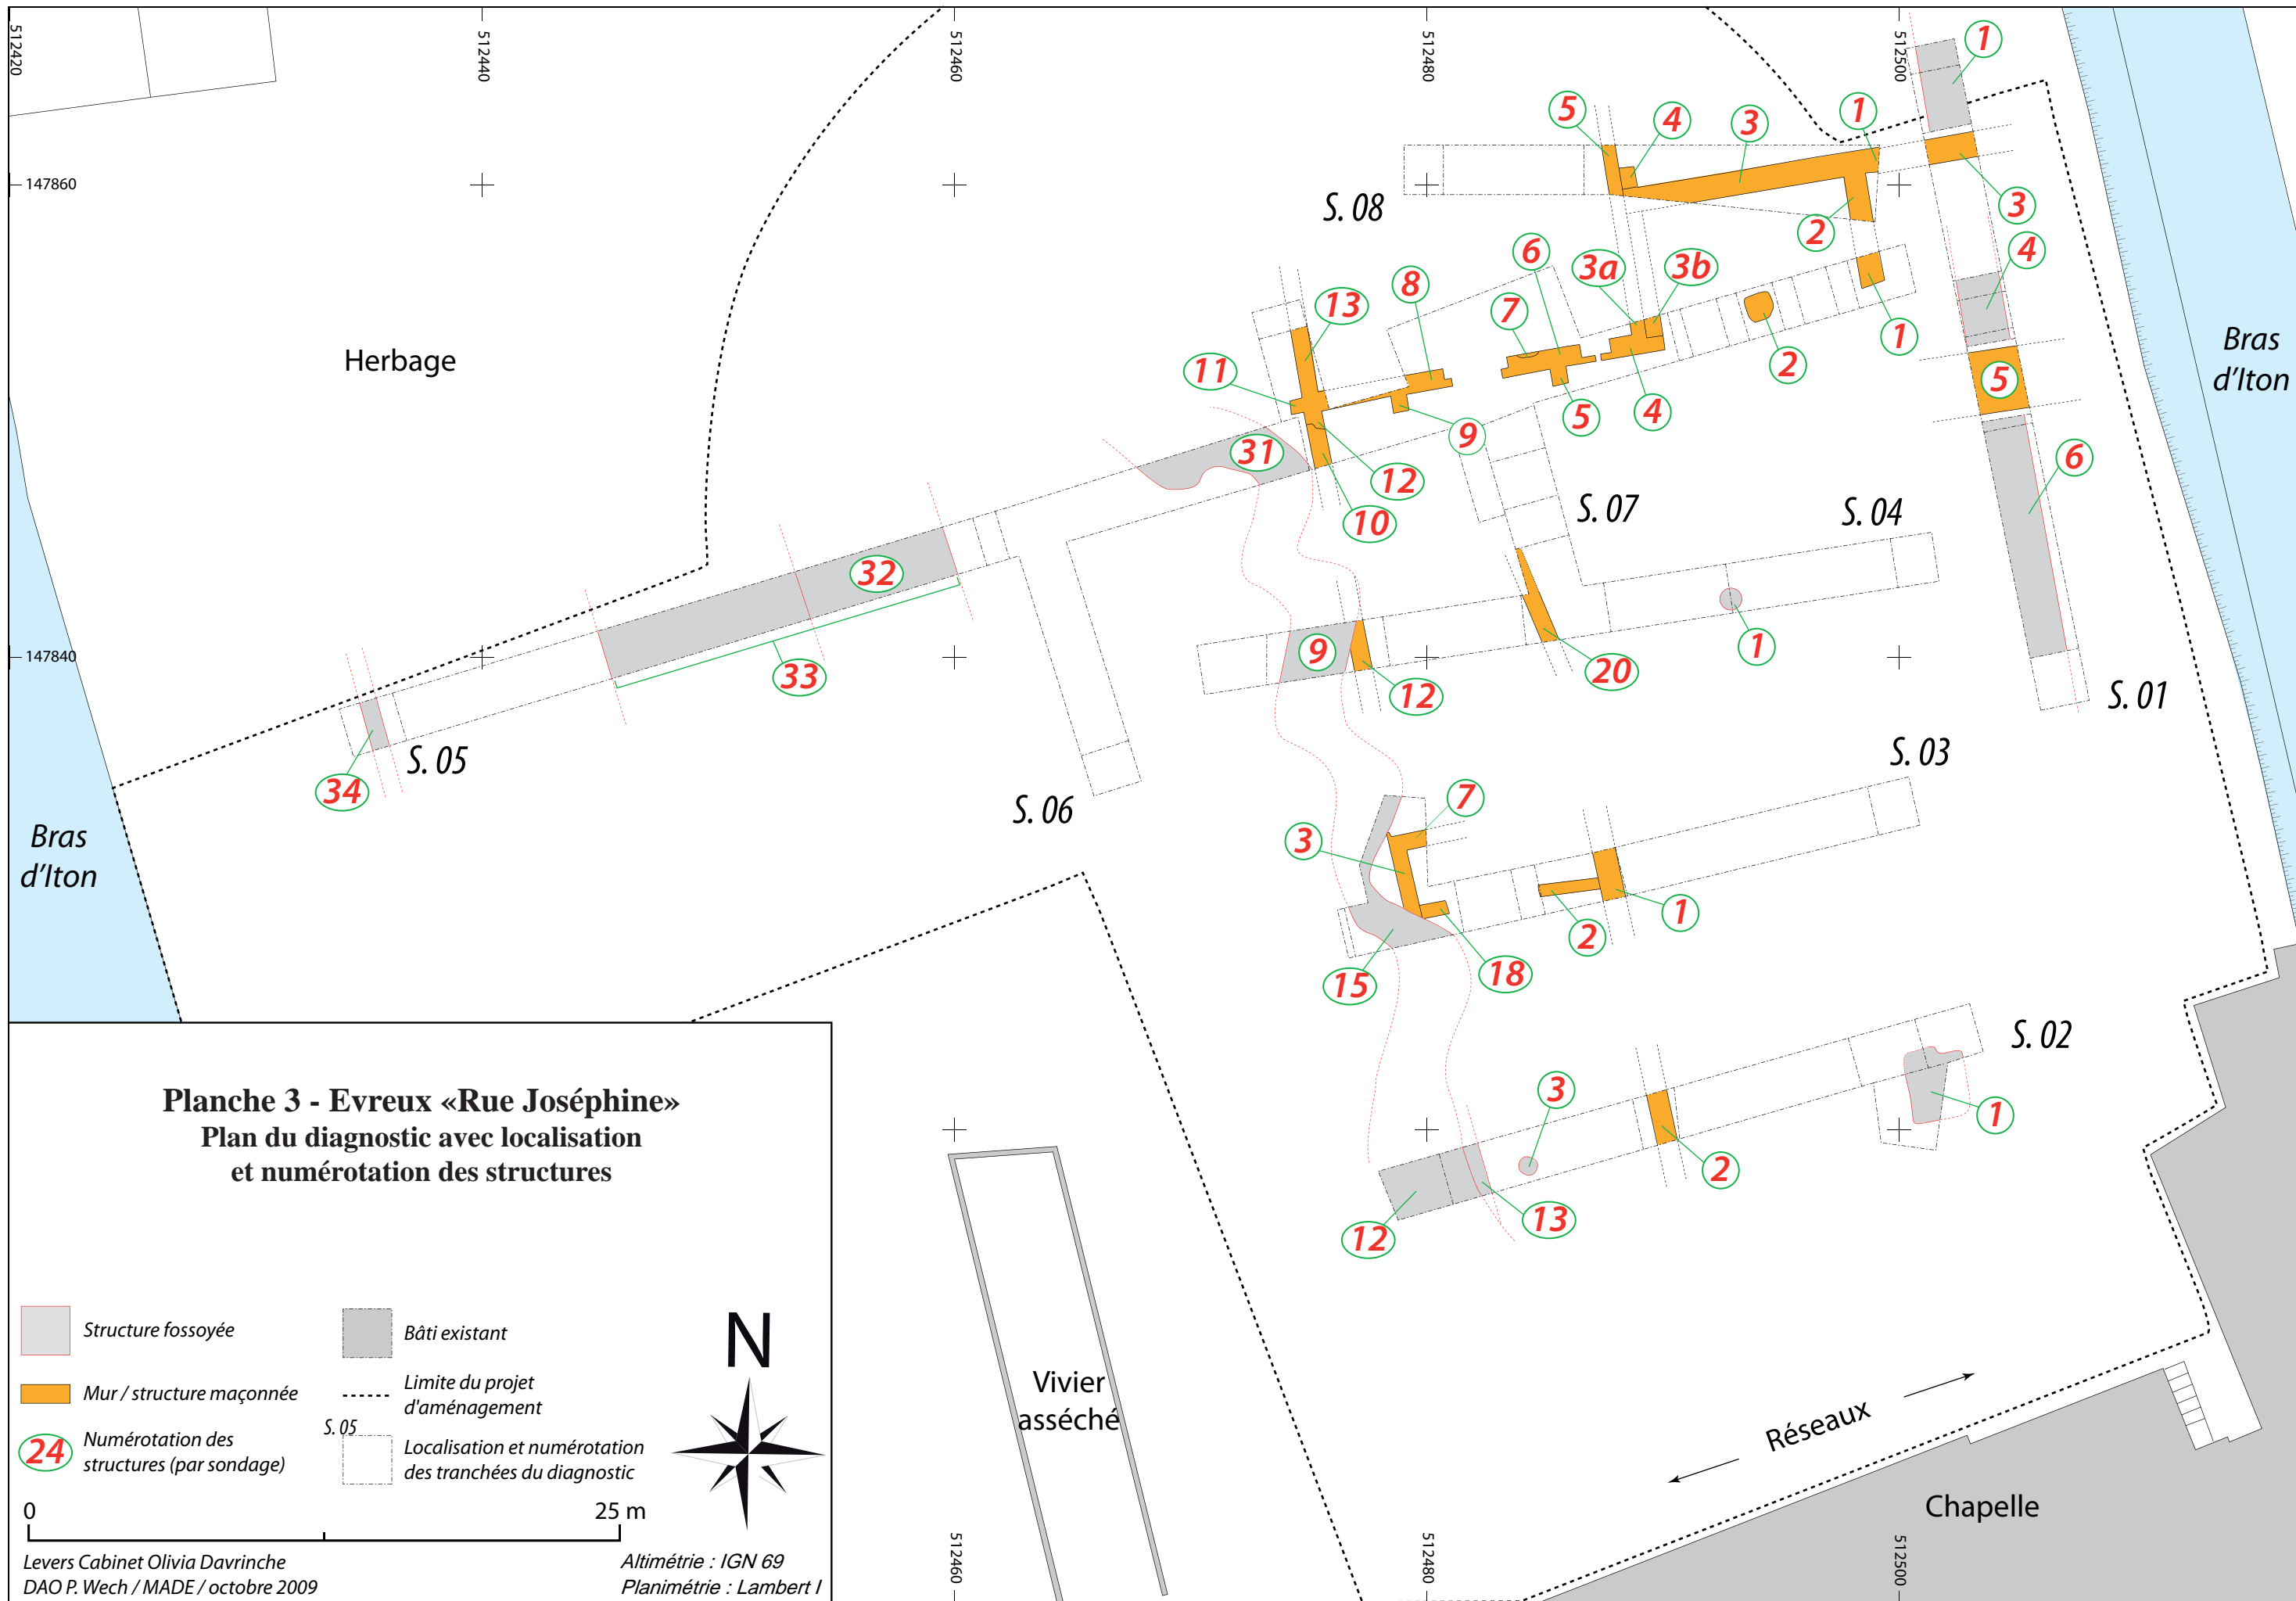 512420
512440
512460
512480
512500
1
5
4
3
1
147860
S. 08
3
2
4
6
3a
3b
13
8
7
1
Bras
d'Iton
Herbage
11
2
5
5
4
9
31
6
12
S. 07
S. 04
10
32
9
1
147840
33
20
12
S. 01
S. 05
34
S. 03
S. 06
7
3
Bras
d'Iton
1
2
18
15
S. 02
3
1
2
13
12
Planche 3 - Evreux «Rue Joséphine»
Plan du diagnostic avec localisation
et numérotation des structures
Structure fossoyée
Mur / structure maçonnée
24
Numérotation des
structures (par sondage)
Bâti existant
Limite du projet
d'aménagement
S. 05
Localisation et numérotation
des tranchées du diagnostic
N
0
25 m
Levers Cabinet Olivia Davrinche
DAO P. Wech / MADE / octobre 2009
Altimétrie : IGN 69
Planimétrie : Lambert I
Vivier
asséché
Réseaux
Chapelle
512460
512480
512500